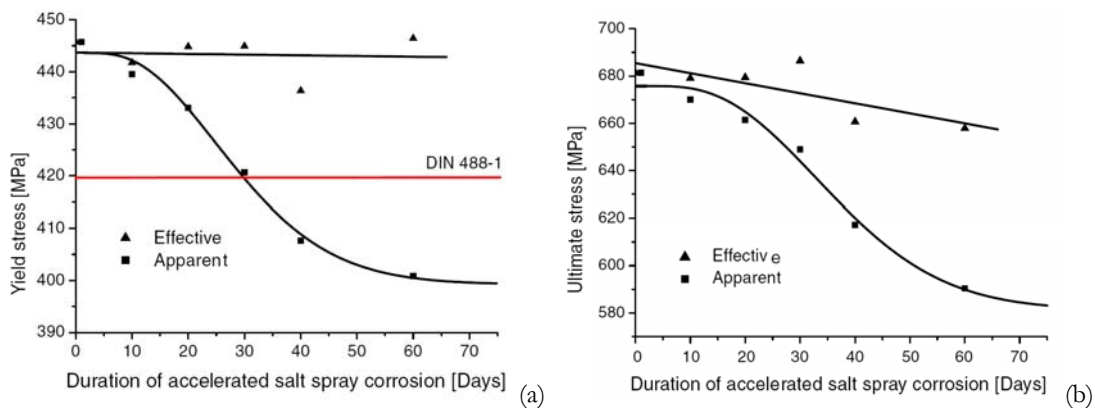 450
440
430
420
410
400
390
Yield stress [MPa]
DIN 488-1
Effective
Apparent
0 10 20 30 40 50 60 70
Duration of accelerated salt spray corrosion [Days]
(a)
700
680
660
640
620
590
580
Ultimate stress [MPa]
Effective
Apparent
0 10 20 30 40 50 60 70
Duration of accelerated salt spray corrosion [Days]
(b)